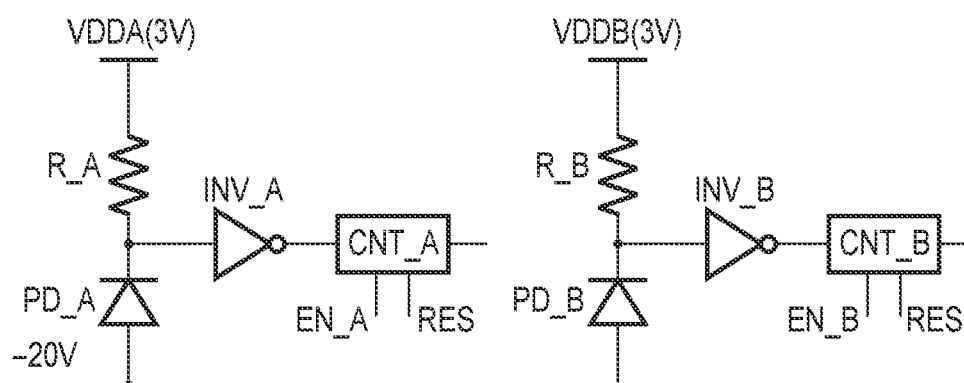 VDDA(3V)
VDDB(3V)
R_A
R_B
INV_A
INV_B
CNT_A
CNT_B
PD_A
PD_B
EN_A
RES
EN_B
RES
–20V